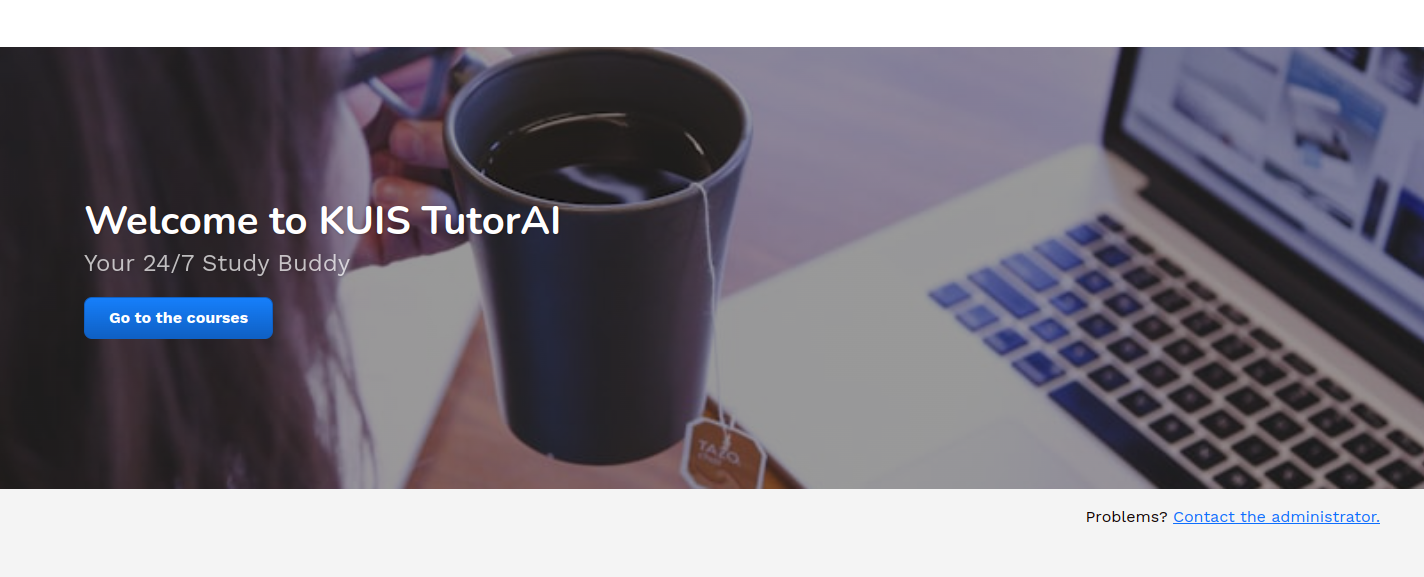 Welcome to KUIS TutorAI
Your 24/7 Study Buddy
Go to the courses
TAZO
Problems? Contact the administrator.